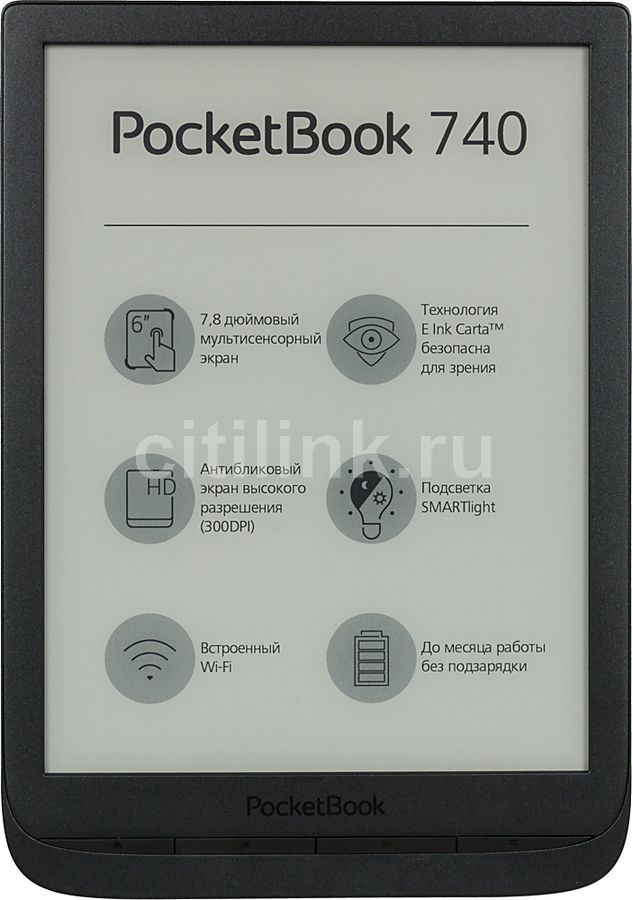 PocketBook 740
6"
7,8 дюймовый
мультисенсорный
экран
Технология
E Ink Carta™
безопасна
для зрения
citilink.ru
HD
Антибликовый
экран высокого
разрешения
(300DPI)
Подсветка
SMARTlight
Встроенный
Wi-Fi
До месяца работы
без подзарядки
PocketBook